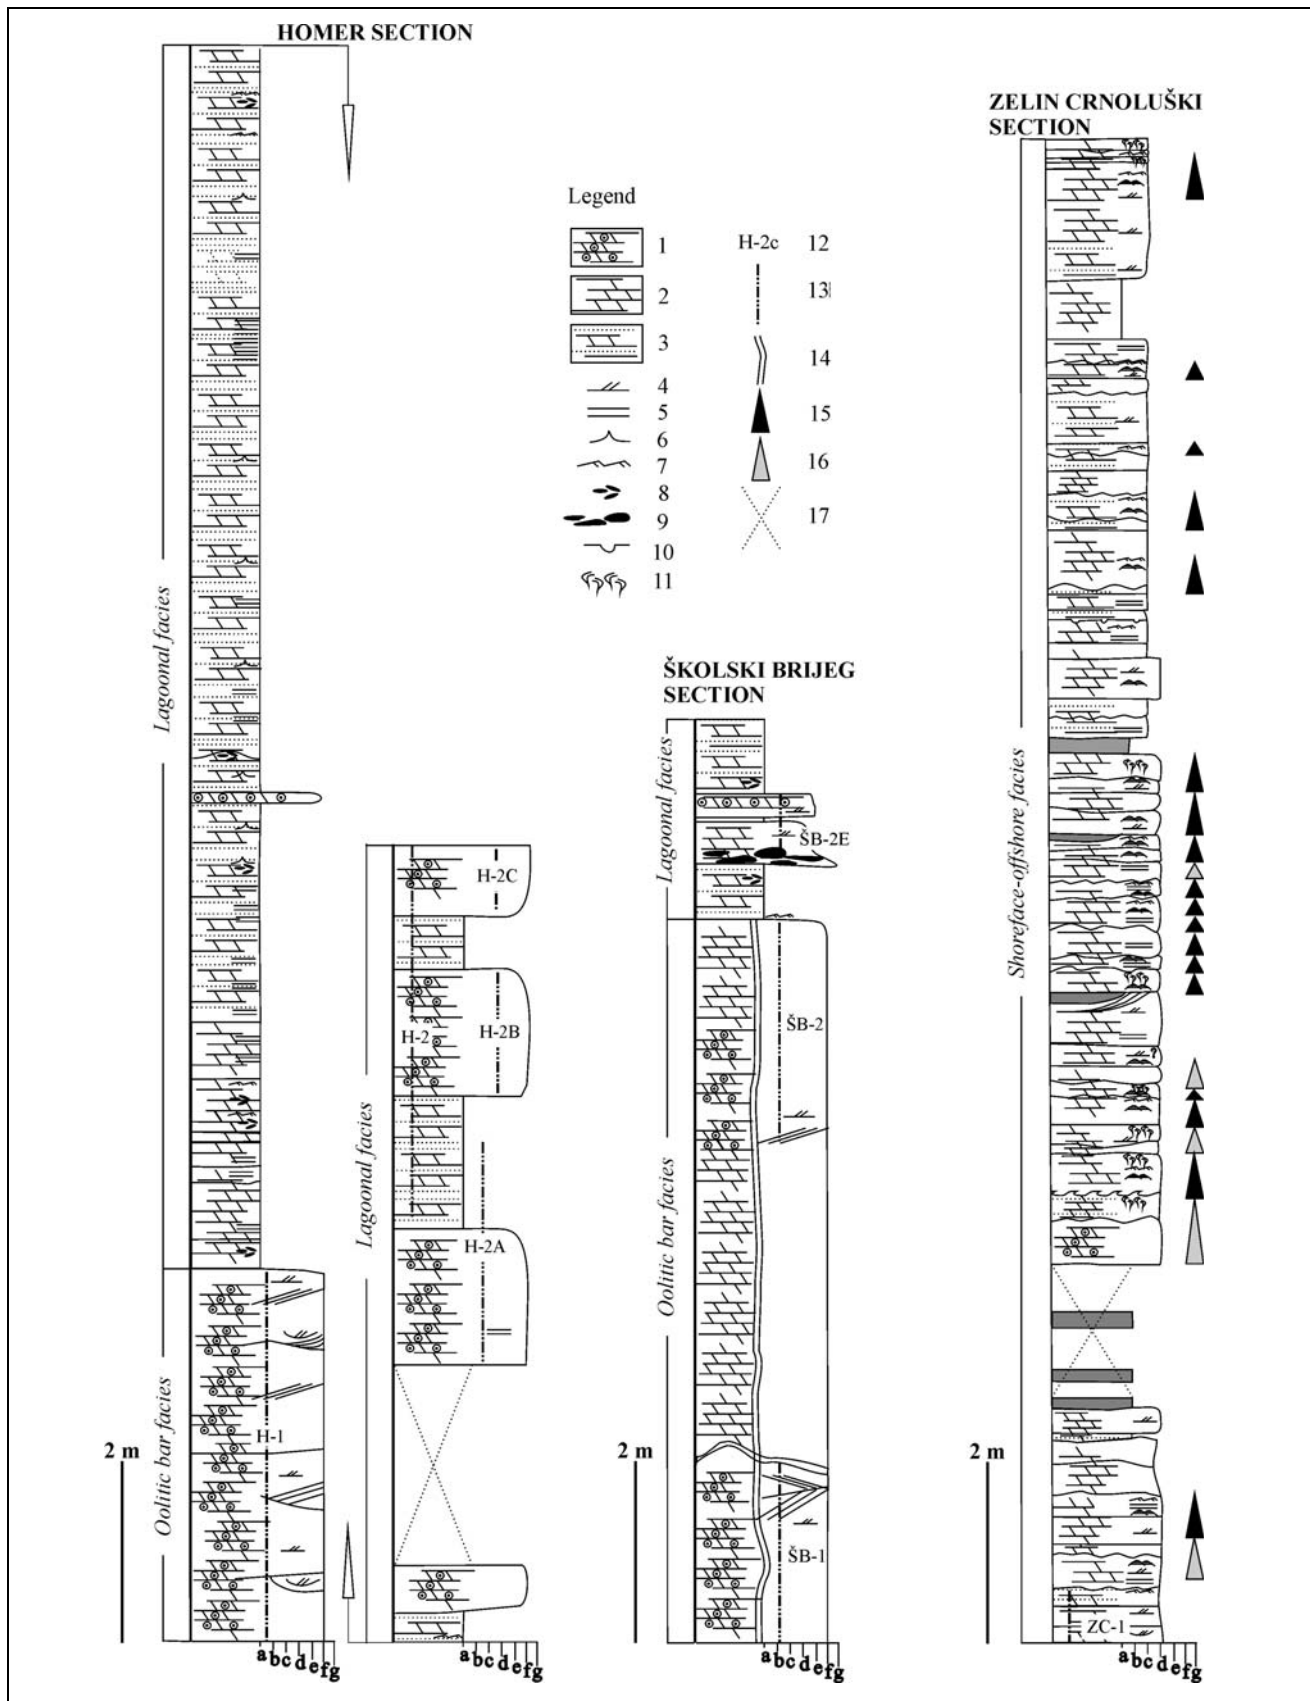 HOMER SECTION
ZELIN CRNOLUŠKI
SECTION
Legend
1
2
3
4
5
6
7
8
9
10
11
H-2c 12
13
14
15
16
17
ŠKOLSKI BRIJEG
SECTION
Lagoonal facies
Oolitic bar facies
H-1
2 m
a b c d e f g
Lagoonal facies
H-2C
H-2
H-2B
H-2A
a b c d e f g
Lagoonal facies
Oolitic bar facies
ŠB-2E
ŠB-2
ŠB-1
2 m
a b c d e f g
Shoreface-offshore facies
?
ZC-1
2 m
a b c d e f g